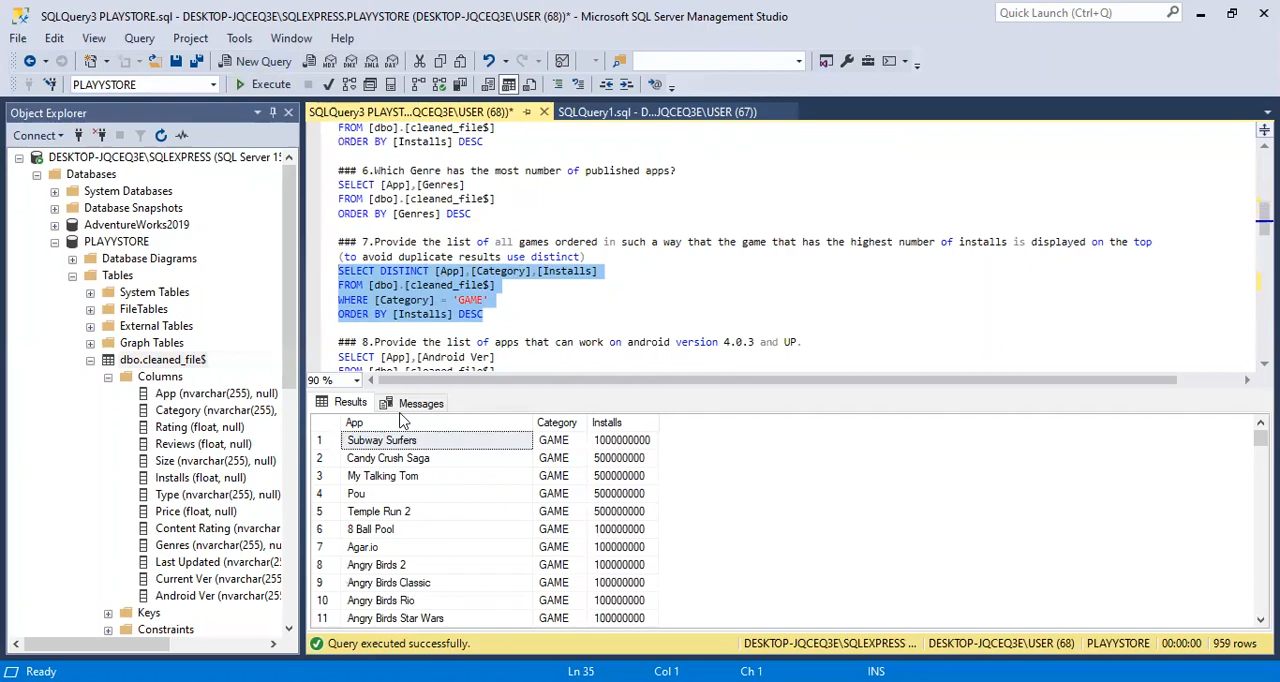 SQLQuery3 PLAYSTORE.sql - DESKTOP-JQCEQ3E\SQLEXPRESS.PLAYYSTORE (DESKTOP-JQCEQ3E\USER (68))* - Microsoft SQL Server Management Studio
Quick Launch (Ctrl+Q)
File Edit View Query Project Tools Window Help
New Query
PLAYYSTORE Execute
Object Explorer
SQLQuery3 PLAYST...QCEQ3E\USER (68))* SQLQuery1.sql - D...JQCEQ3E\USER (67))
Connect
DESKTOP-JQCEQ3E\SQLEXPRESS (SQL Server 15
Databases
System Databases
Database Snapshots
AdventureWorks2019
PLAYYSTORE
Database Diagrams
Tables
System Tables
FileTables
External Tables
Graph Tables
dbo.cleaned_file$
Columns
App (nvarchar(255), null)
Category (nvarchar(255),
Rating (float, null)
Reviews (float, null)
Size (nvarchar(255), null)
Installs (float, null)
Type (nvarchar(255), null)
Price (float, null)
Content Rating (nvarchar
Genres (nvarchar(255), n
Last Updated (nvarchar(2
Current Ver (nvarchar(25
Android Ver (nvarchar(25
Keys
Constraints
FROM [dbo].[cleaned_file$]
ORDER BY [Installs] DESC
### 6.Which Genre has the most number of published apps?
SELECT [App],[Genres]
FROM [dbo].[cleaned_file$]
ORDER BY [Genres] DESC
### 7.Provide the list of all games ordered in such a way that the game that has the highest number of installs is displayed on the top
(to avoid duplicate results use distinct)
SELECT DISTINCT [App],[Category],[Installs]
FROM [dbo].[cleaned_file$]
WHERE [Category] = 'GAME'
ORDER BY [Installs] DESC
### 8.Provide the list of apps that can work on android version 4.0.3 and UP.
SELECT [App],[Android Ver]
FROM [dbo].[cleaned_file$]
90 %
Results Messages
App Category Installs
1 Subway Surfers GAME 1000000000
2 Candy Crush Saga GAME 500000000
3 My Talking Tom GAME 500000000
4 Pou GAME 500000000
5 Temple Run 2 GAME 500000000
6 8 Ball Pool GAME 100000000
7 Agar.io GAME 100000000
8 Angry Birds 2 GAME 100000000
9 Angry Birds Classic GAME 100000000
10 Angry Birds Rio GAME 100000000
11 Angry Birds Star Wars GAME 100000000
Query executed successfully. DESKTOP-JQCEQ3E\SQLEXPRESS ... DESKTOP-JQCEQ3E\USER (68) PLAYYSTORE 00:00:00 959 rows
Ready Ln 35 Col 1 Ch 1 INS